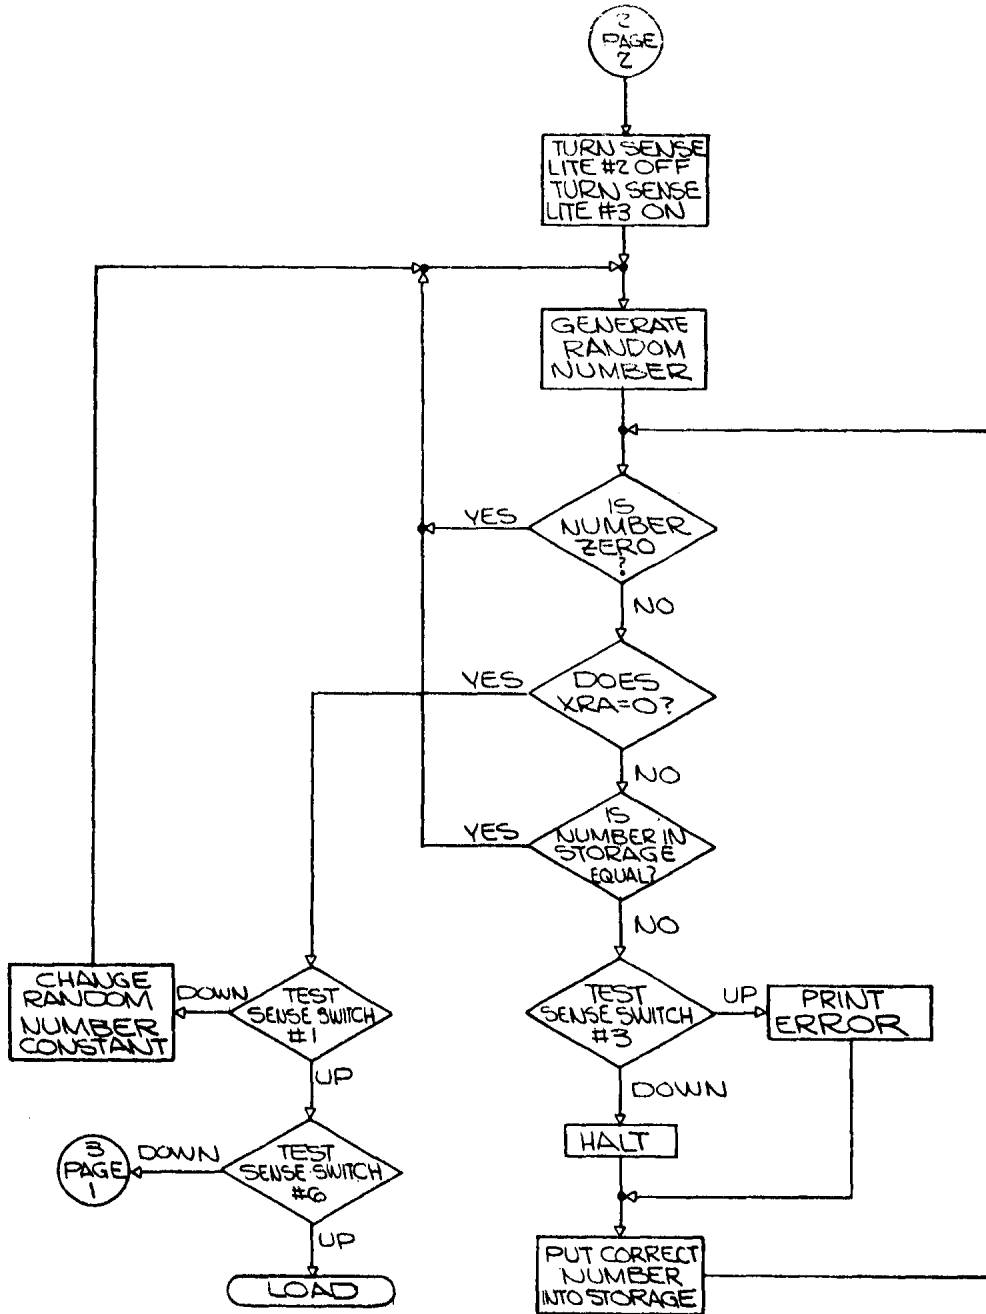 2
PAGE
2
TURN SENSE
LITE #2 OFF
TURN SENSE
LITE #3 ON
GENERATE
RANDOM
NUMBER
YES
IS
NUMBER
ZERO
?
NO
YES
DOES
XRA=0?
NO
YES
IS
NUMBER IN
STORAGE
EQUAL?
NO
CHANGE
RANDOM
NUMBER
CONSTANT
DOWN
TEST
SENSE SWITCH
#1
TEST
SENSE SWITCH
#3
UP
PRINT
ERROR
UP
DOWN
3
PAGE
1
DOWN
TEST
SENSE SWITCH
#6
HALT
UP
LOAD
PUT CORRECT
NUMBER
INTO STORAGE